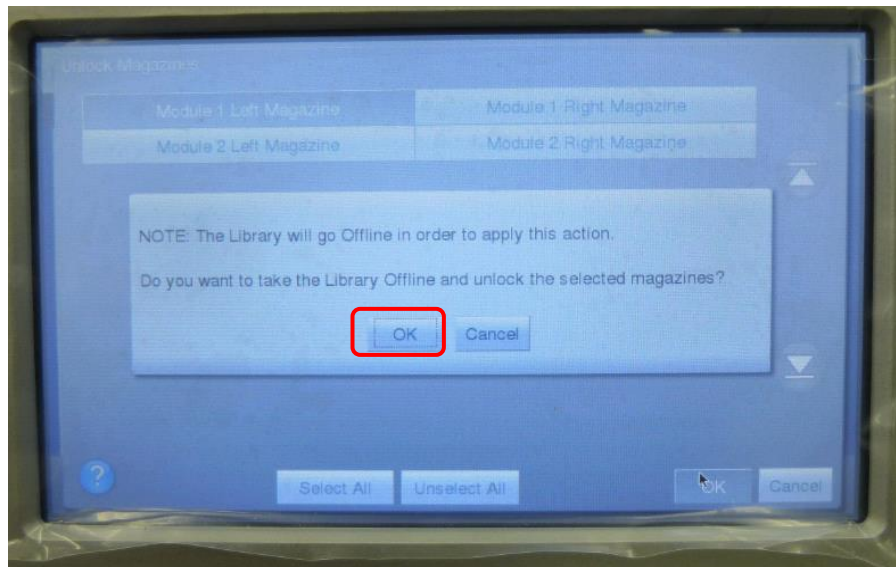 Unlock Magazines
Module 1 Left Magazine Module 1 Right Magazine
Module 2 Left Magazine Module 2 Right Magazine
NOTE: The Library will go Offline in order to apply this action.
Do you want to take the Library Offline and unlock the selected magazines?
OK Cancel
?
Select All Unselect All OK Cancel